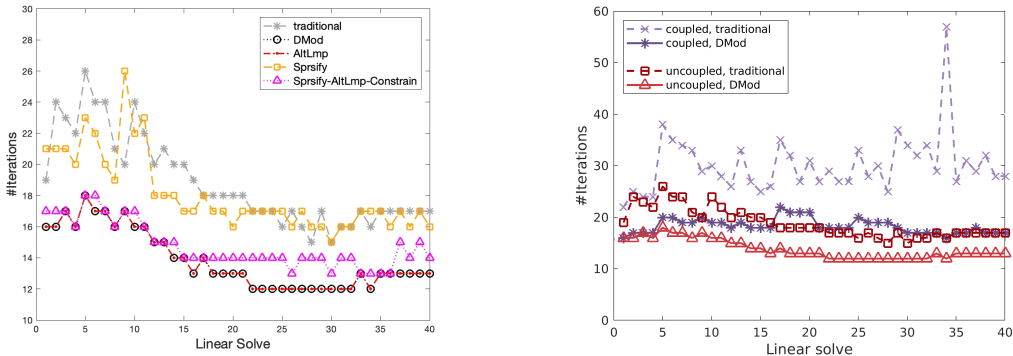 30
28
26
24
22
20
18
16
14
12
10
#Iterations
0
5
10
15
20
25
30
35
40
Linear Solve
traditional
DMod
AltLmp
Sprsify
Sprsify-AltLmp-Constrain
60
50
40
30
20
10
0
#Iterations
0
5
10
15
20
25
30
35
40
Linear solve
coupled, traditional
coupled, DMod
uncoupled, traditional
uncoupled, DMod